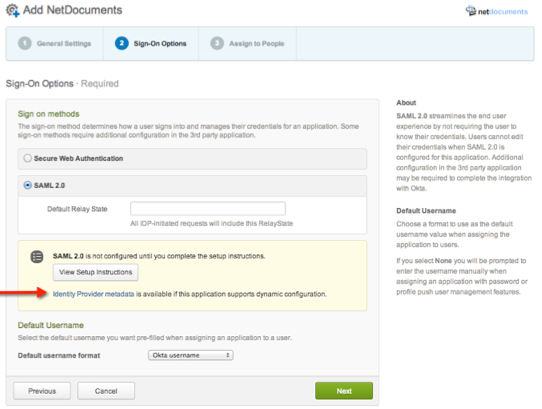 Add NetDocuments
netdocuments
1 General Settings
2 Sign-On Options
3 Assign to People
Sign-On Options · Required
Sign on methods
The sign-on method determines how a user signs into and manages their credentials for an application. Some
sign-on methods require additional configuration in the 3rd party application.
Secure Web Authentication
SAML 2.0
Default Relay State
All IDP-initiated requests will include this RelayState
SAML 2.0 is not configured until you complete the setup instructions.
View Setup Instructions
Identity Provider metadata is available if this application supports dynamic configuration.
Default Username
Select the default username you want pre-filled when assigning an application to a user.
Default username format
Okta username
Previous
Cancel
Next
About
SAML 2.0 streamlines the end user
experience by not requiring the user to
know their credentials. Users cannot edit
their credentials when SAML 2.0 is
configured for this application. Additional
configuration in the 3rd party application
may be required to complete the integration
with Okta.
Default Username
Choose a format to use as the default
username value when assigning the
application to users.
If you select None you will be prompted to
enter the username manually when
assigning an application with password or
profile push user management features.